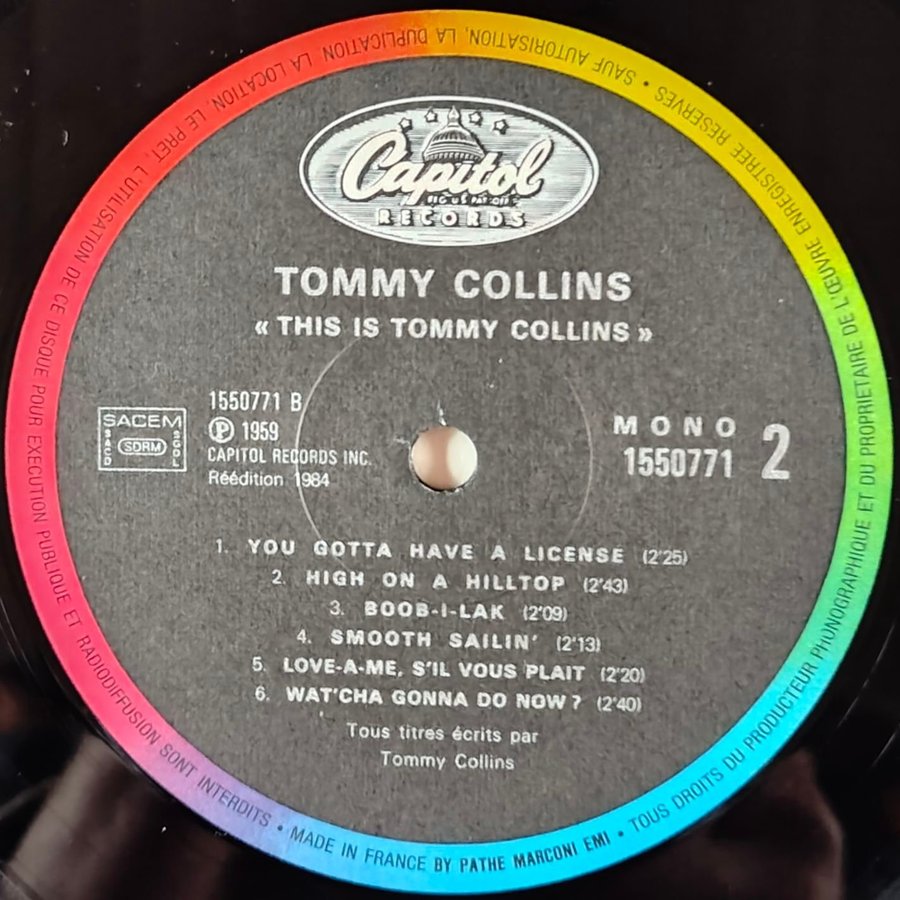 Capitol
REG. U.S. PAT. OFF.
RECORDS
TOMMY COLLINS
« THIS IS TOMMY COLLINS »
SACEM
SACD
SDRM
SGDL
1550771 B
Ⓟ 1959
CAPITOL RECORDS INC.
Réédition 1984
MONO
1550771
2
1. YOU GOTTA HAVE A LICENSE (2'25)
2. HIGH ON A HILLTOP (2'43)
3. BOOB-I-LAK (2'09)
4. SMOOTH SAILIN' (2'13)
5. LOVE-A-ME, S'IL VOUS PLAIT (2'20)
6. WAT'CHA GONNA DO NOW ? (2'40)
Tous titres écrits par
Tommy Collins
• TOUS DROITS DU PRODUCTEUR PHONOGRAPHIQUE ET DU PROPRIETAIRE DE L'ŒUVRE ENREGISTREE RESERVES • SAUF AUTORISATION, LA DUPLICATION, LA LOCATION, LE PRET, L'UTILISATION DE CE DISQUE POUR EXECUTION PUBLIQUE ET RADIODIFFUSION SONT INTERDITS • MADE IN FRANCE BY PATHE MARCONI EMI